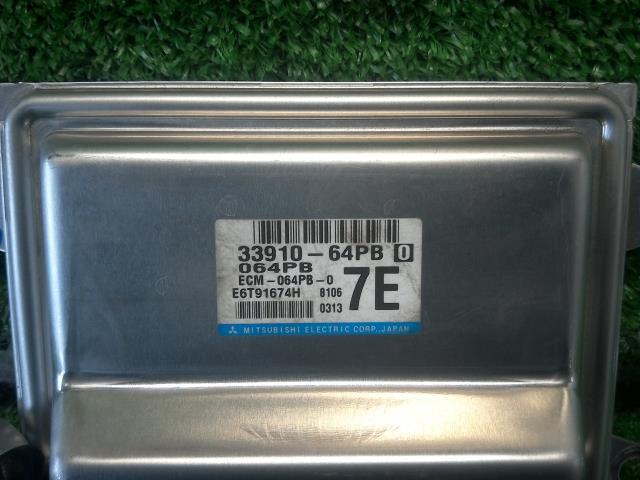 33910-64PB 0
064PB
ECM-064PB-0
E6T91674H 8106
0313
7E
MITSUBISHI ELECTRIC CORP., JAPAN